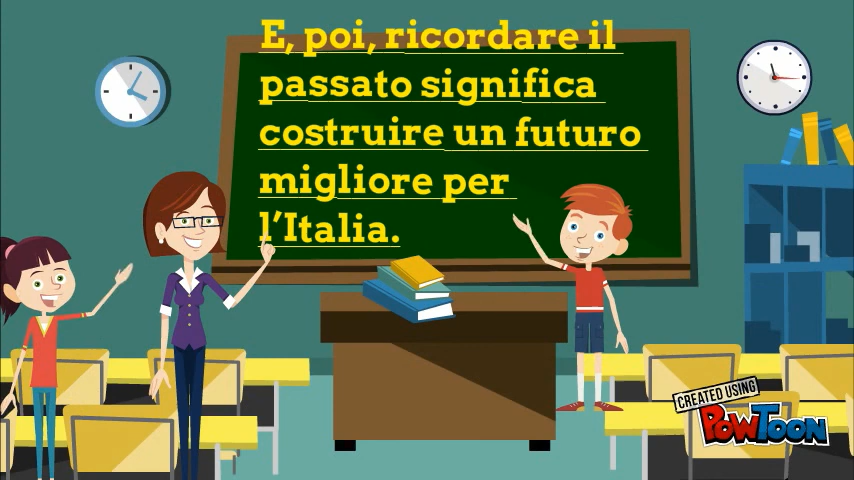 E, poi, ricordare il
passato significa
costruire un futuro
migliore per
l'Italia.
CREATED USING
POWTOON